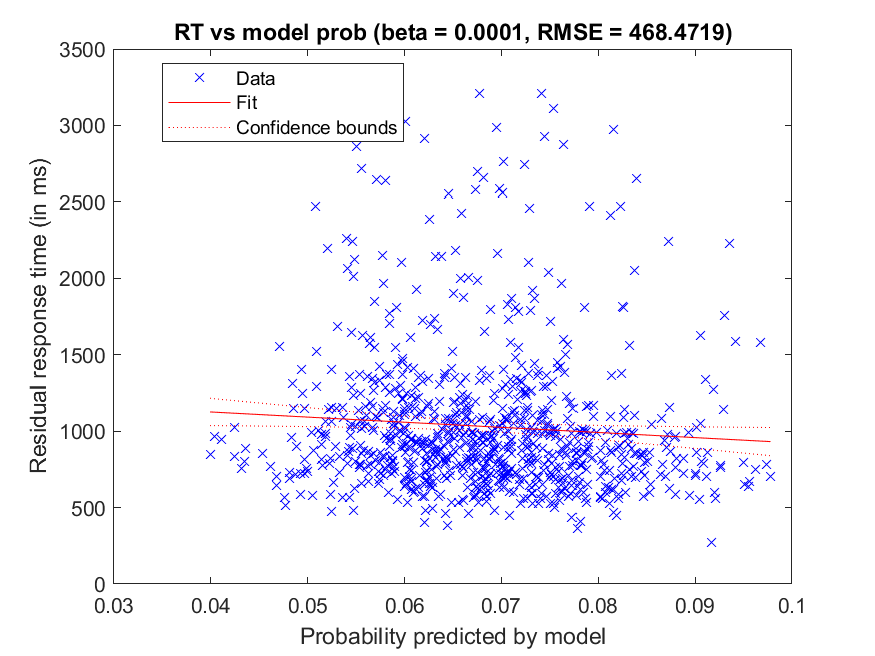 RT vs model prob (beta = 0.0001, RMSE = 468.4719)
Data
Fit
Confidence bounds
3500
3000
2500
2000
1500
1000
500
0
Residual response time (in ms)
0.03 0.04 0.05 0.06 0.07 0.08 0.09 0.1
Probability predicted by model